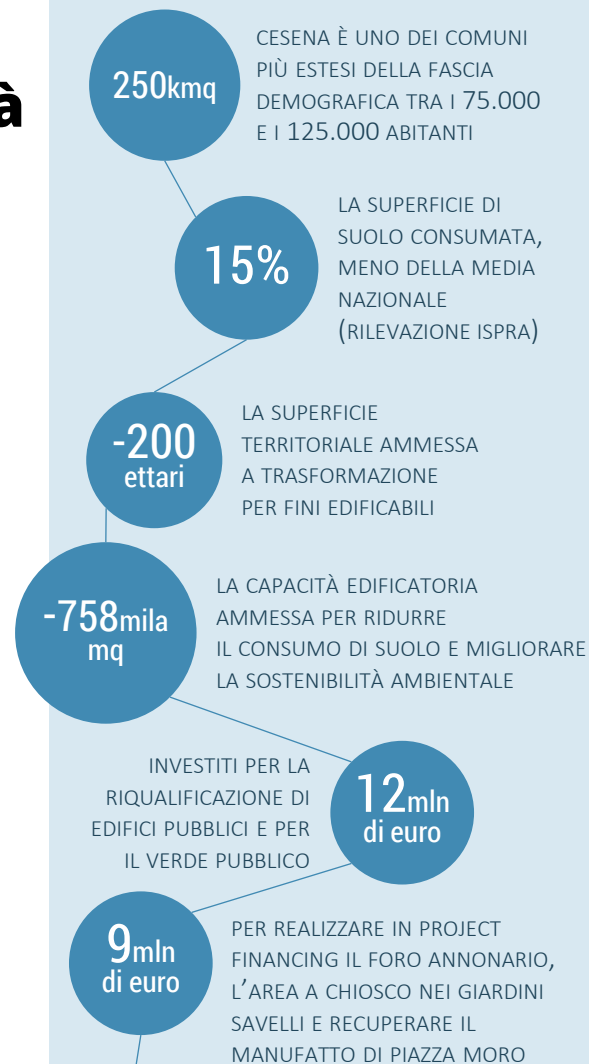 à
250kmq
CESENA È UNO DEI COMUNI
PIÙ ESTESI DELLA FASCIA
DEMOGRAFICA TRA I 75.000
E I 125.000 ABITANTI
15%
LA SUPERFICIE DI
SUOLO CONSUMATA,
MENO DELLA MEDIA
NAZIONALE
(RILEVAZIONE ISPRA)
-200
ettari
LA SUPERFICIE
TERRITORIALE AMMESSA
A TRASFORMAZIONE
PER FINI EDIFICABILI
-758mila
mq
LA CAPACITÀ EDIFICATORIA
AMMESSA PER RIDURRE
IL CONSUMO DI SUOLO E MIGLIORARE
LA SOSTENIBILITÀ AMBIENTALE
INVESTITI PER LA
RIQUALIFICAZIONE DI
EDIFICI PUBBLICI E PER
IL VERDE PUBBLICO
12mln
di euro
9mln
di euro
PER REALIZZARE IN PROJECT
FINANCING IL FORO ANNONARIO,
L'AREA A CHIOSCO NEI GIARDINI
SAVELLI E RECUPERARE IL
MANUFATTO DI PIAZZA MORO